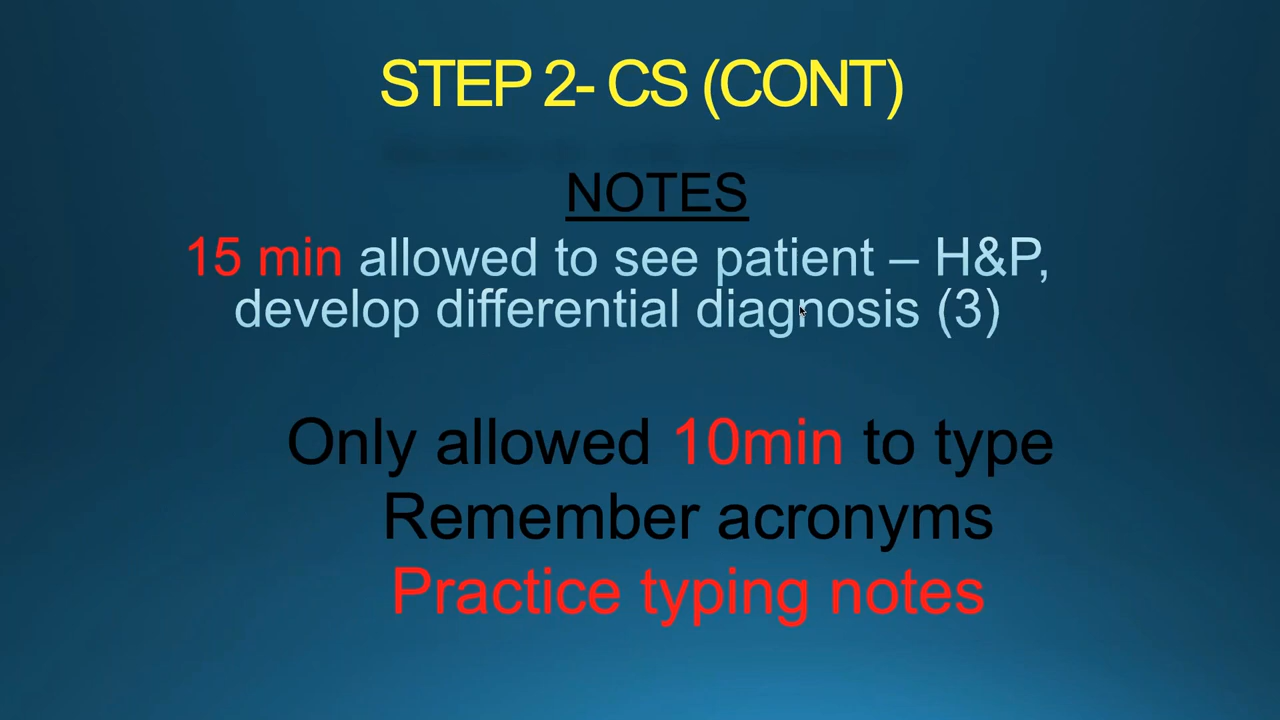 STEP 2- CS (CONT)
NOTES
15 min allowed to see patient – H&P,
develop differential diagnosis (3)
Only allowed 10min to type
Remember acronyms
Practice typing notes